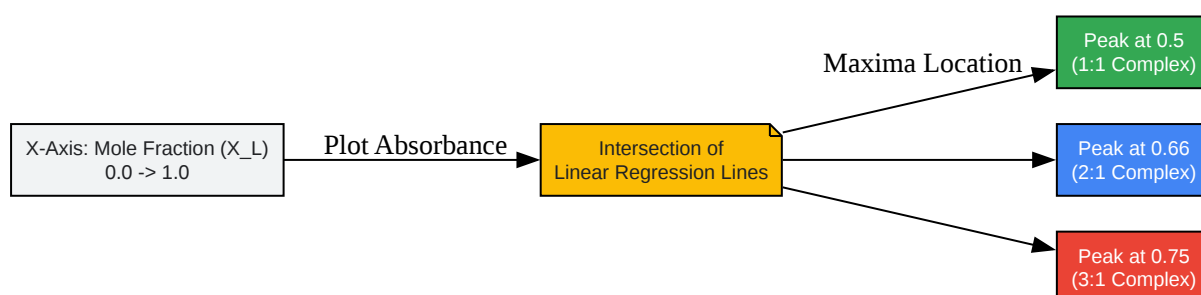 X-Axis: Mole Fraction (X_L)
0.0 -> 1.0
Plot Absorbance
Intersection of
Linear Regression Lines
Maxima Location
Peak at 0.5
(1:1 Complex)
Peak at 0.66
(2:1 Complex)
Peak at 0.75
(3:1 Complex)